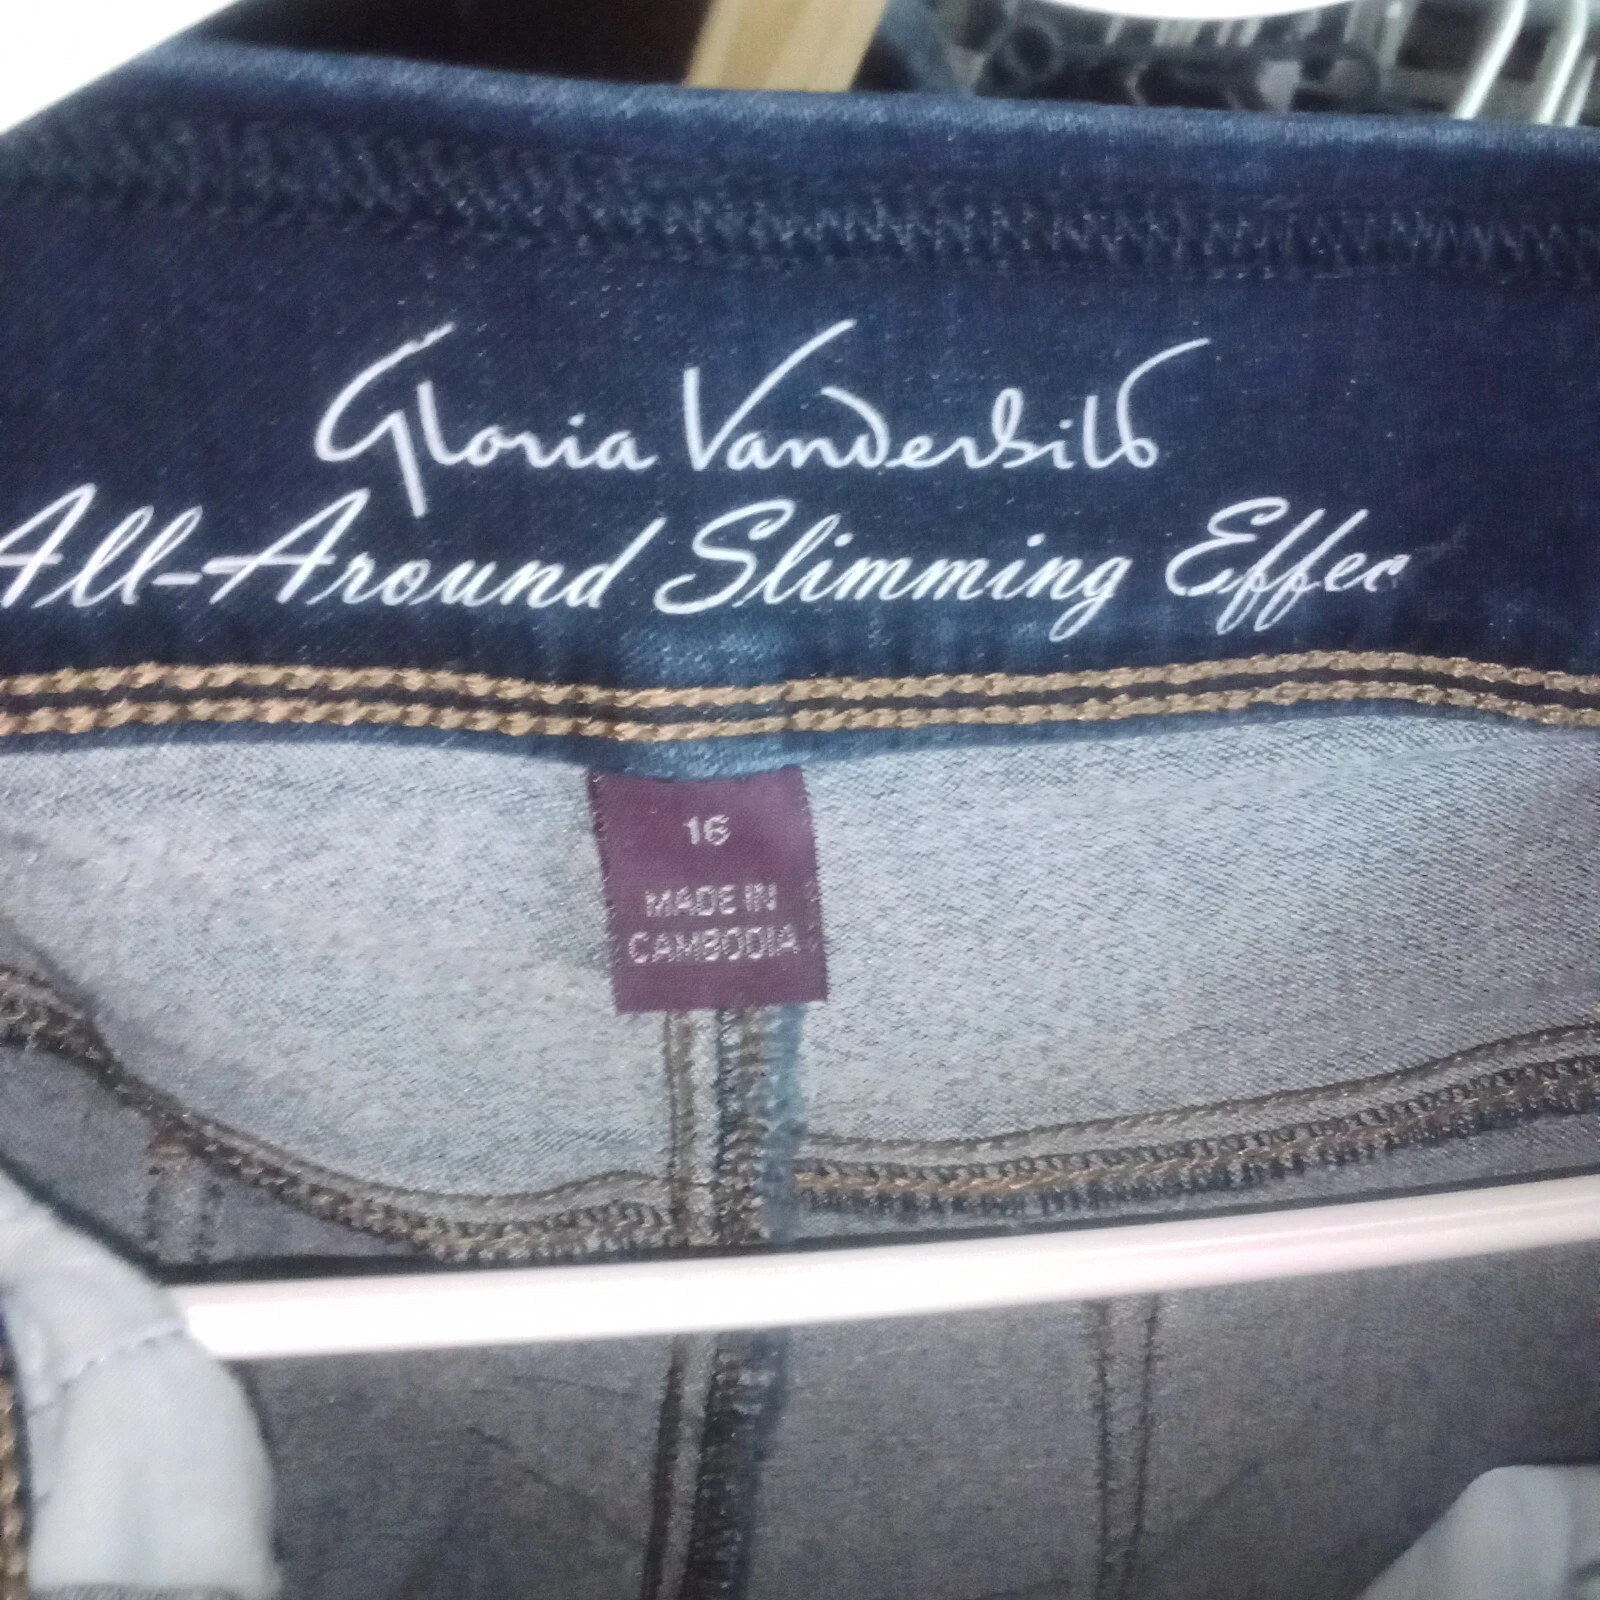 Gloria Vanderbilt
All-Around Slimming Effec
16
MADE IN
CAMBODIA